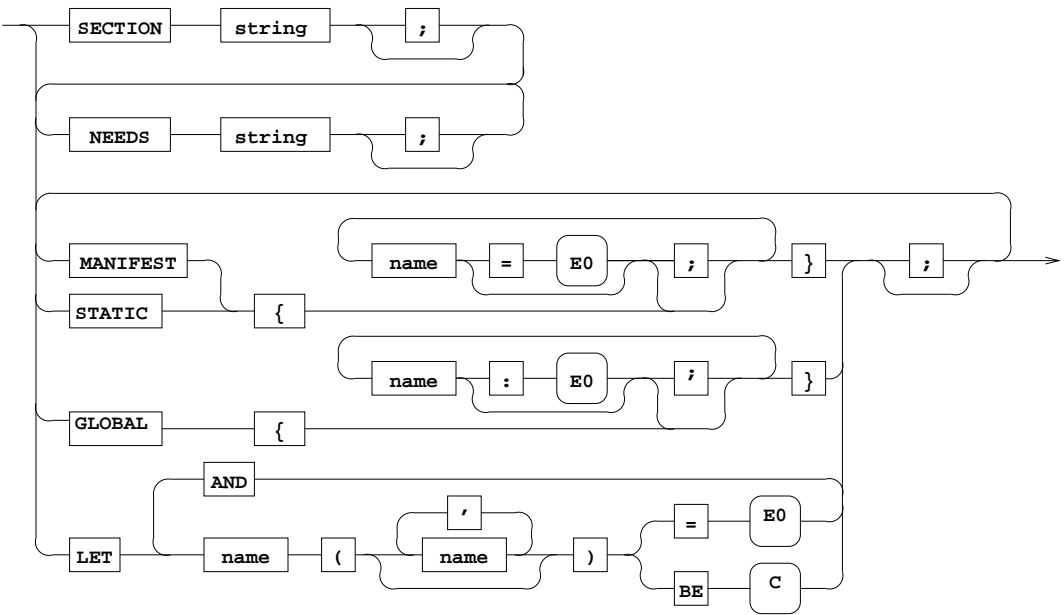 SECTION string ;
NEEDS string ;
MANIFEST name = E0 ; } ;
STATIC {
name : E0 ; }
GLOBAL {
AND
,
= E0
LET name ( name )
BE C